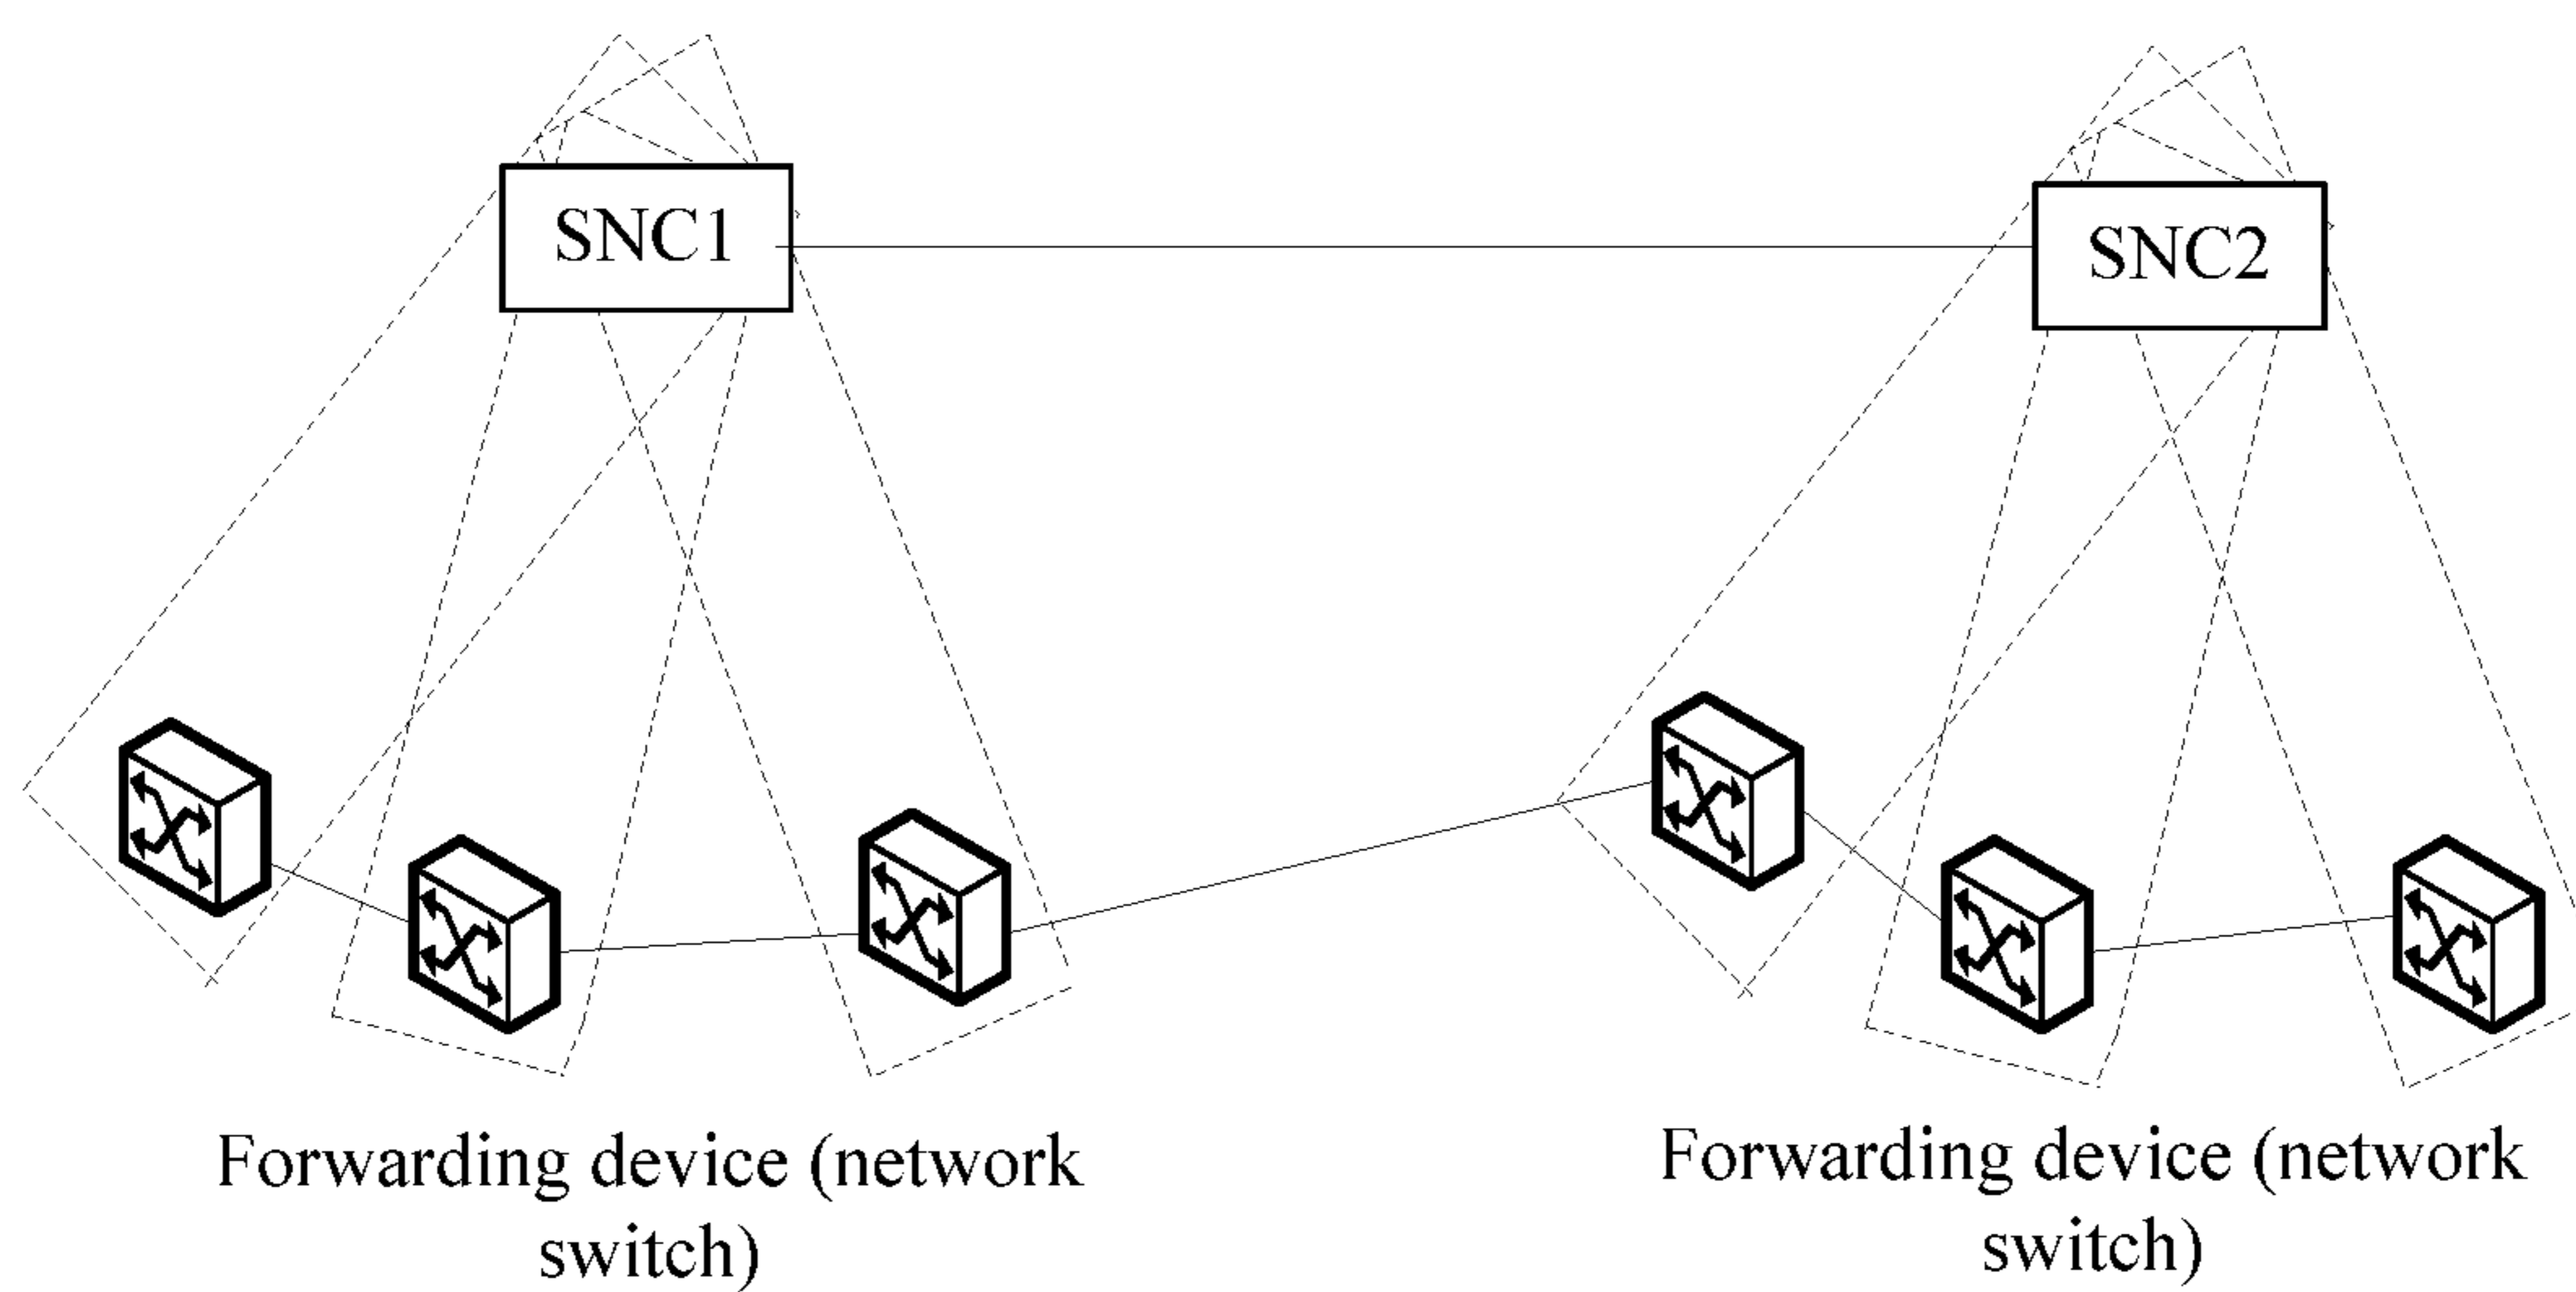 SNC1
SNC2
Forwarding device (network
switch)
Forwarding device (network
switch)